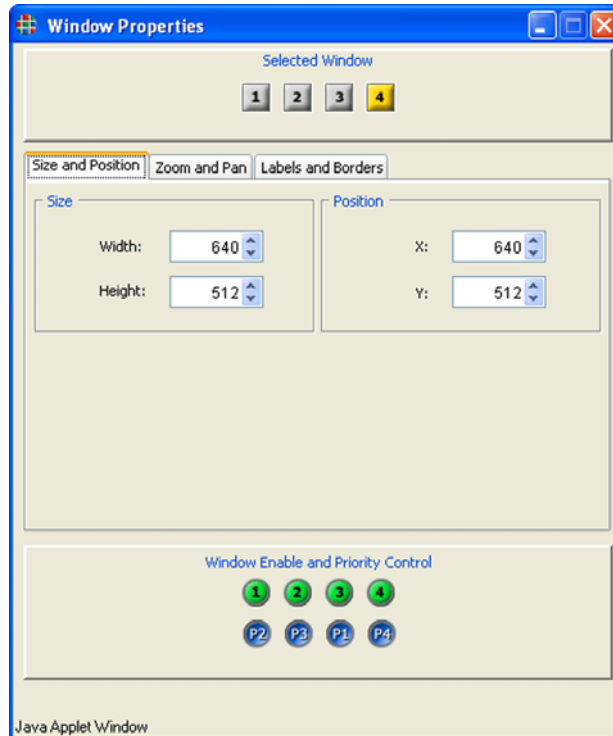 Window Properties
Selected Window
1 2 3 4
Size and Position Zoom and Pan Labels and Borders
Size Position
Width: 640 X: 640
Height: 512 Y: 512
Window Enable and Priority Control
1 2 3 4
P2 P3 P1 P4
Java Applet Window